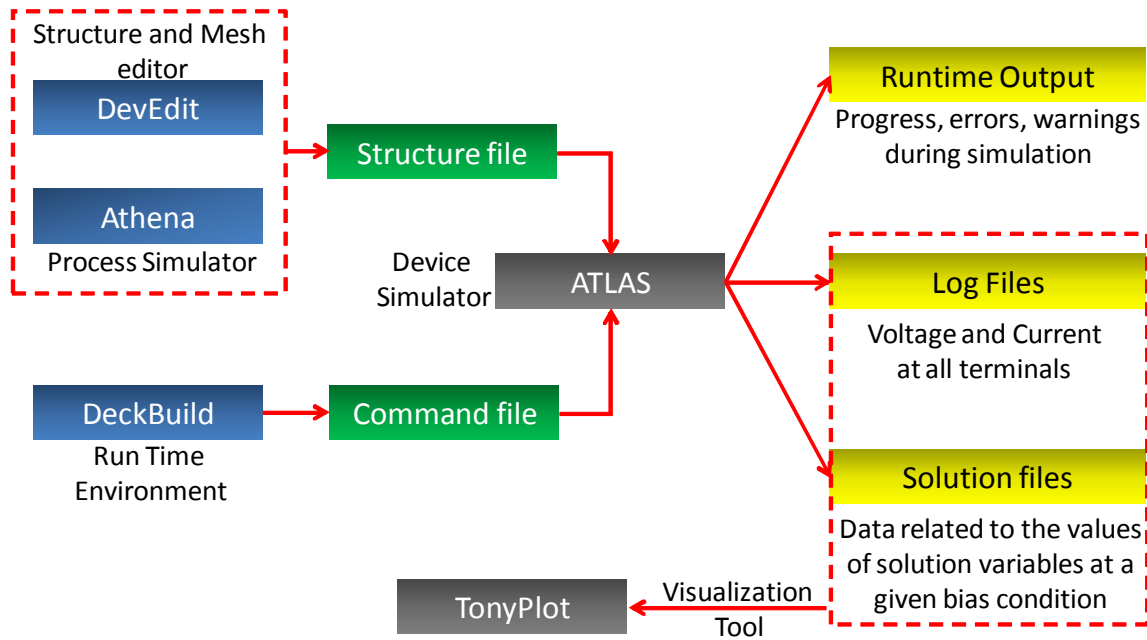 Structure and Mesh
editor
DevEdit
Athena
Process Simulator
Structure file
Device
Simulator
ATLAS
DeckBuild
Run Time
Environment
Command file
Runtime Output
Progress, errors, warnings
during simulation
Log Files
Voltage and Current
at all terminals
Solution files
Data related to the values
of solution variables at a
given bias condition
Visualization
Tool
TonyPlot